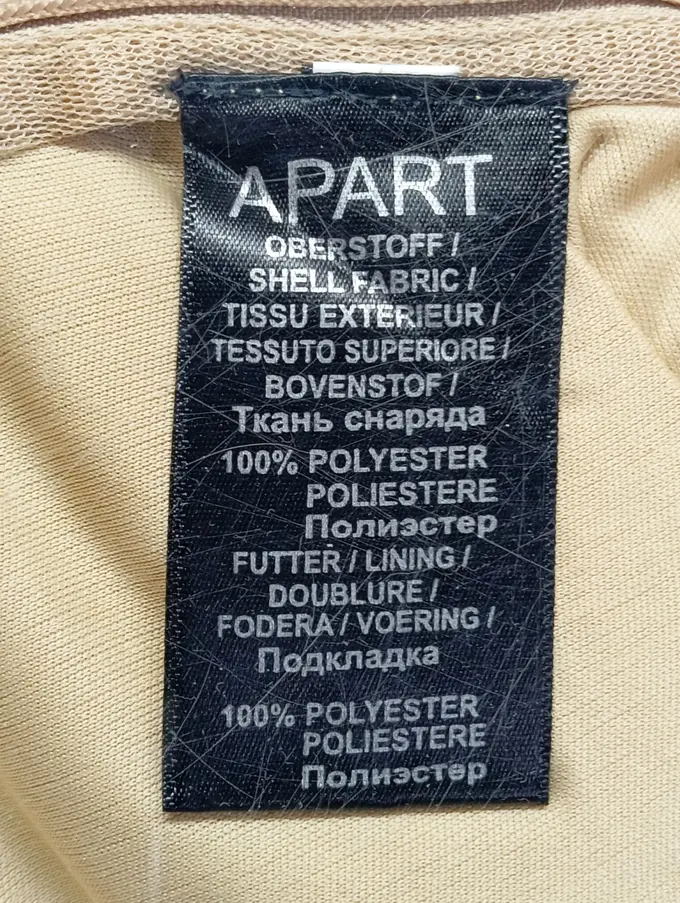 APART
OBERSTOFF /
SHELL FABRIC /
TISSU EXTERIEUR /
TESSUTO SUPERIORE /
BOVENSTOF /
Ткань снаряда
100% POLYESTER
POLIESTERE
Полиэстер
FUTTER / LINING /
DOUBLURE /
FODERA / VOERING /
Подкладка
100% POLYESTER
POLIESTERE
Полиэстер